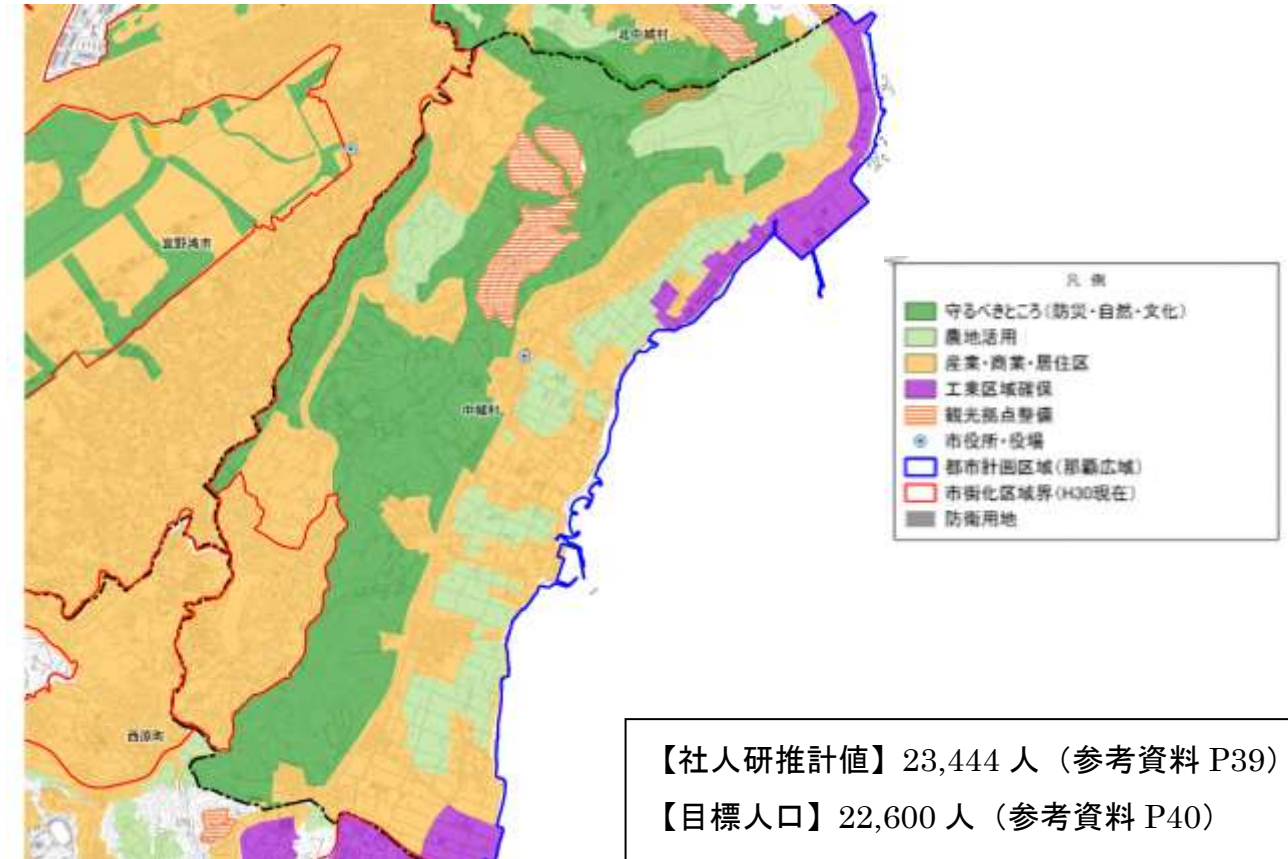 北中城村
宜野湾市
中城村
西原町
凡例
守るべきところ(防災・自然・文化)
農地活用
産業・商業・居住区
工業区域確保
観光拠点整備
市役所・役場
都市計画区域(那覇広域)
市街化区域界(H30現在)
防衛用地
【社人研推計値】23,444 人(参考資料 P39)
【目標人口】22,600 人(参考資料 P40)